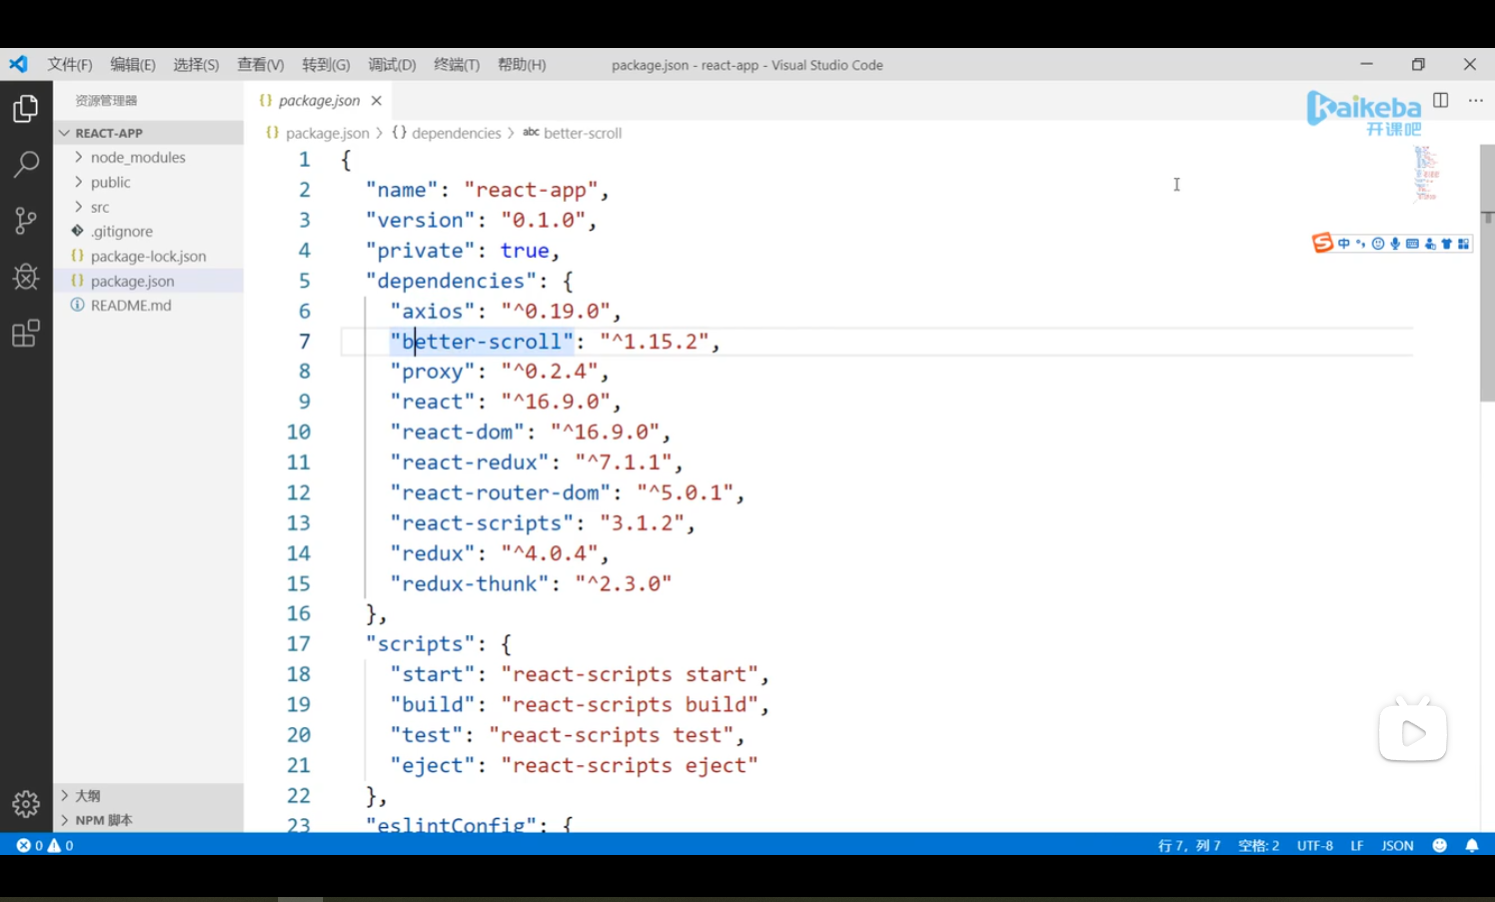 文件(F) 编辑(E) 选择(S) 查看(V) 转到(G) 调试(D) 终端(T) 帮助(H) package.json - react-app - Visual Studio Code
资源管理器
REACT-APP
node_modules
public
src
.gitignore
package-lock.json
package.json
README.md
大纲
NPM 脚本
{} package.json
{} package.json > {} dependencies > abc better-scroll
kaikeba
开课吧
中
1 {
2 "name": "react-app",
3 "version": "0.1.0",
4 "private": true,
5 "dependencies": {
6 "axios": "^0.19.0",
7 "better-scroll": "^1.15.2",
8 "proxy": "^0.2.4",
9 "react": "^16.9.0",
10 "react-dom": "^16.9.0",
11 "react-redux": "^7.1.1",
12 "react-router-dom": "^5.0.1",
13 "react-scripts": "3.1.2",
14 "redux": "^4.0.4",
15 "redux-thunk": "^2.3.0"
16 },
17 "scripts": {
18 "start": "react-scripts start",
19 "build": "react-scripts build",
20 "test": "react-scripts test",
21 "eject": "react-scripts eject"
22 },
23 "eslintConfig": {
0 0 行 7，列 7 空格: 2 UTF-8 LF JSON